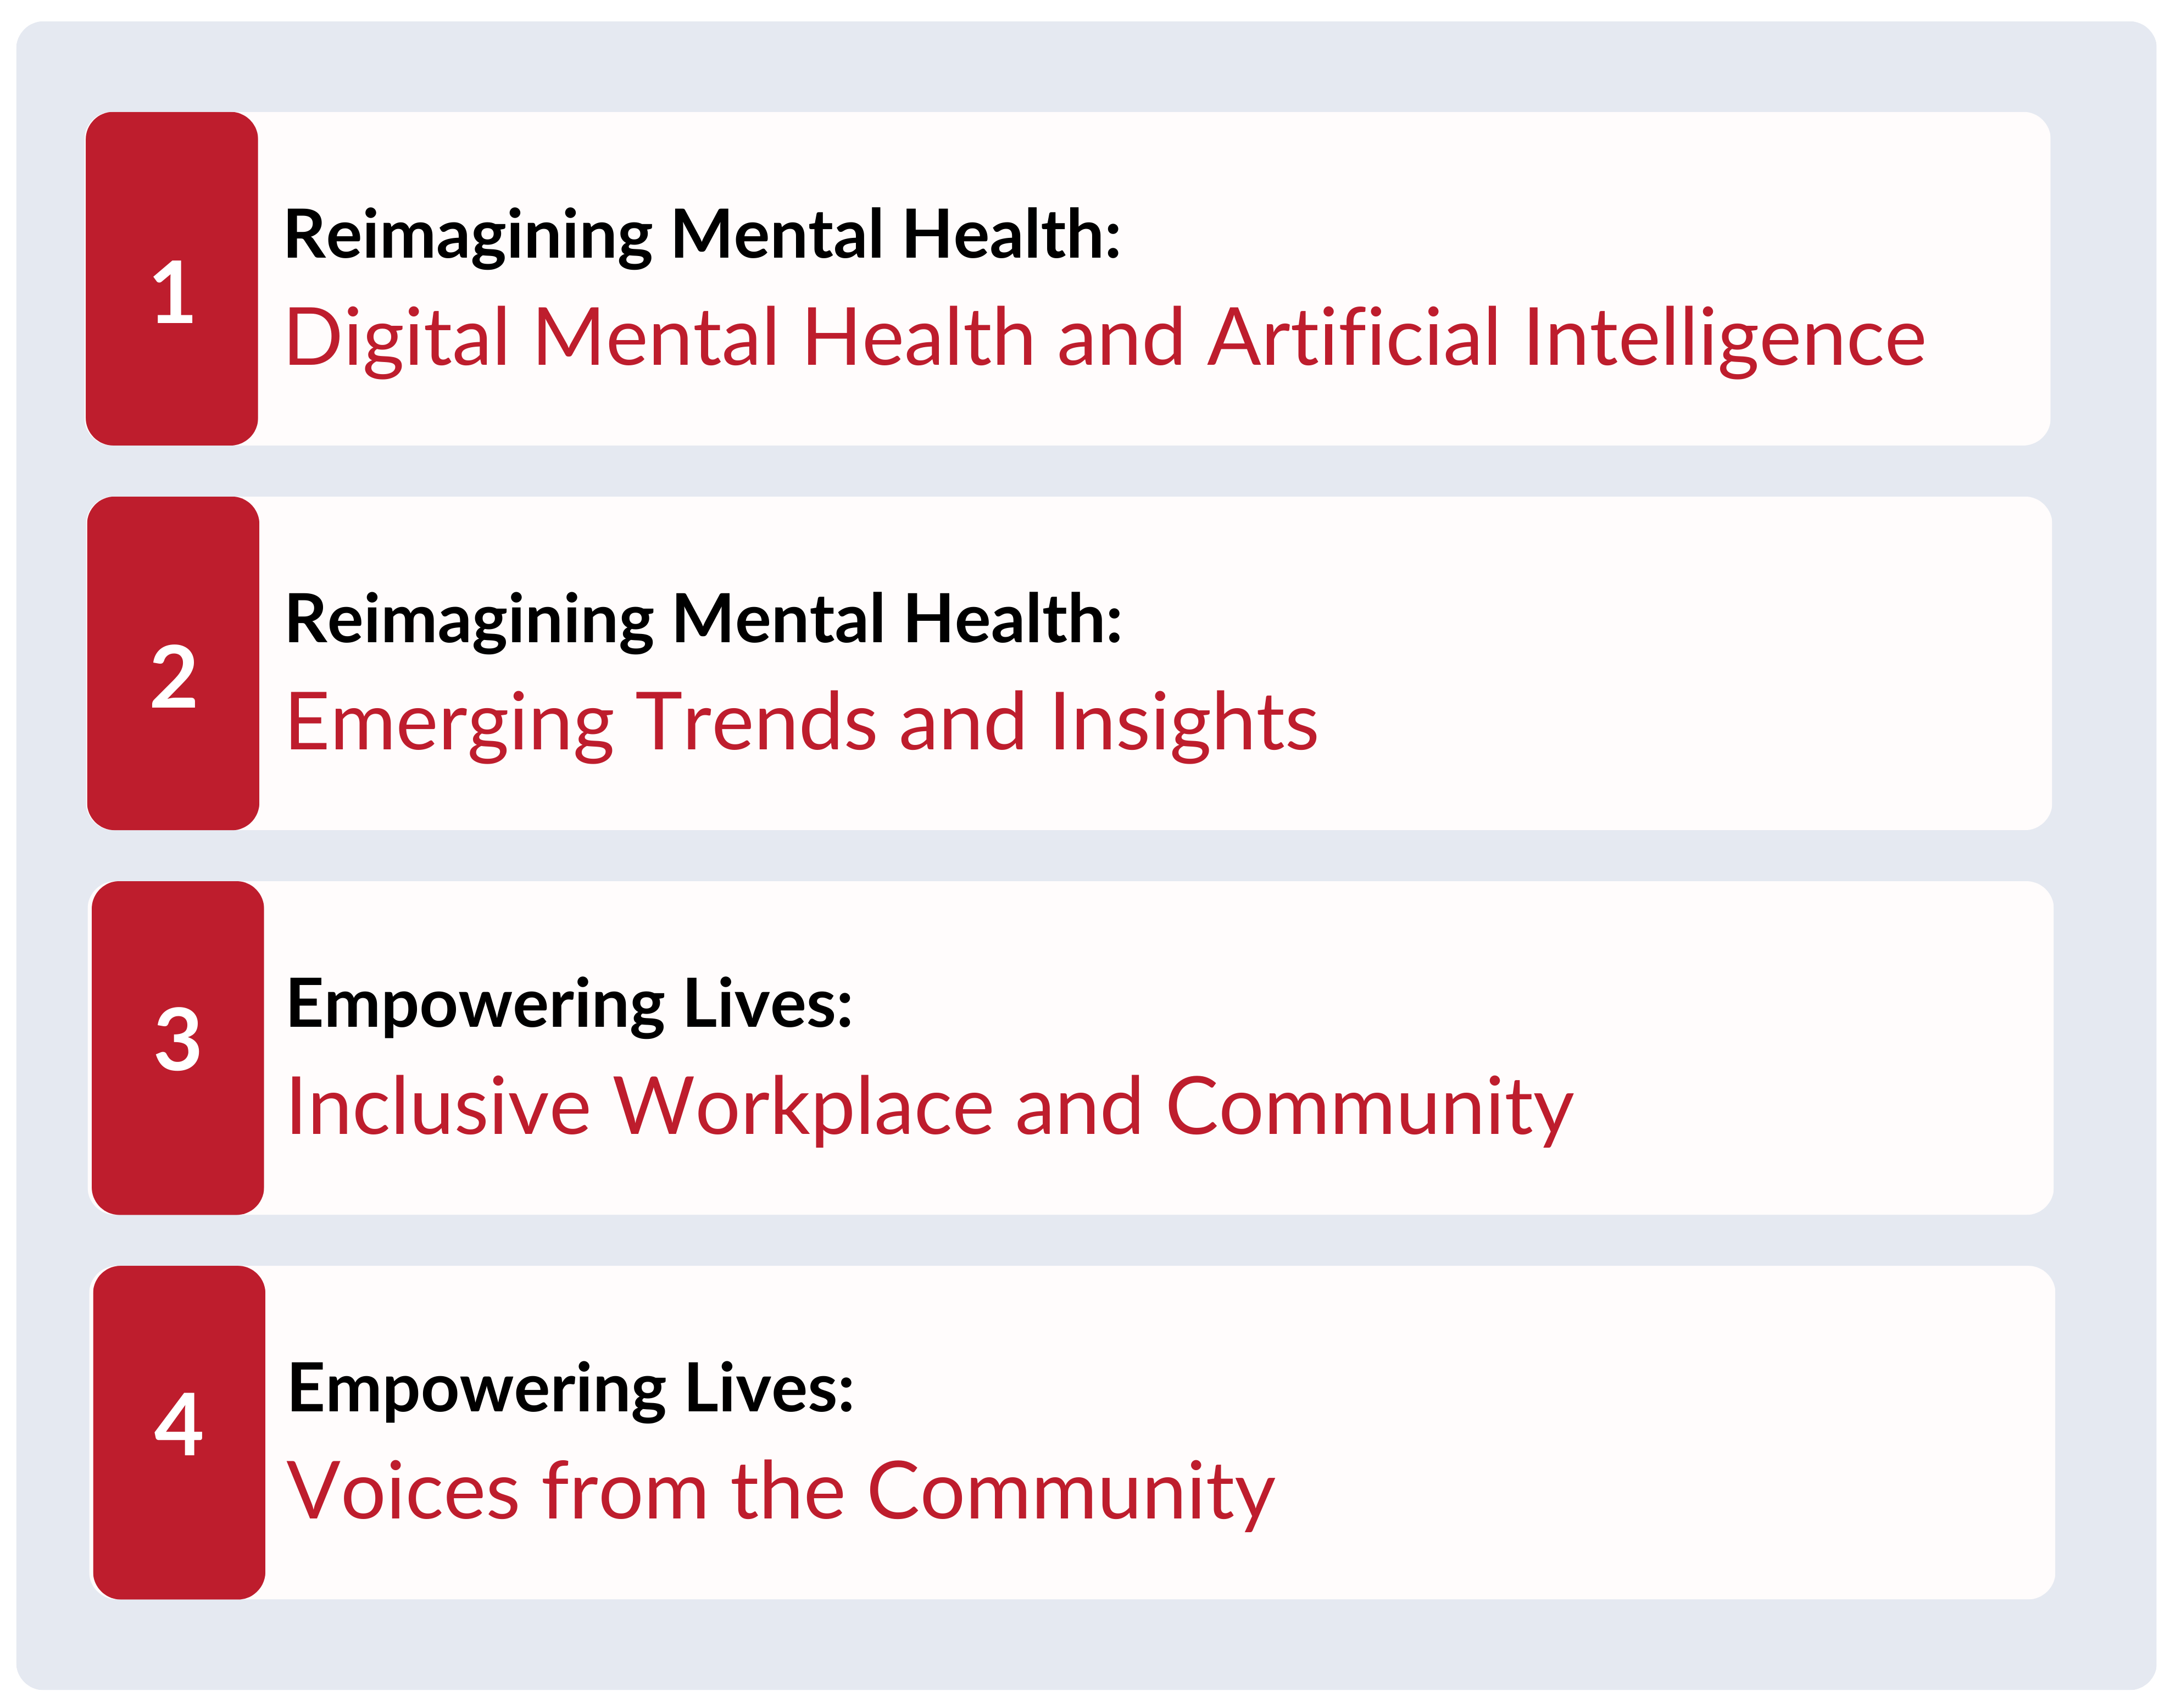 1
Reimagining Mental Health:
Digital Mental Health and Artificial Intelligence
2
Reimagining Mental Health:
Emerging Trends and Insights
3
Empowering Lives:
Inclusive Workplace and Community
4
Empowering Lives:
Voices from the Community